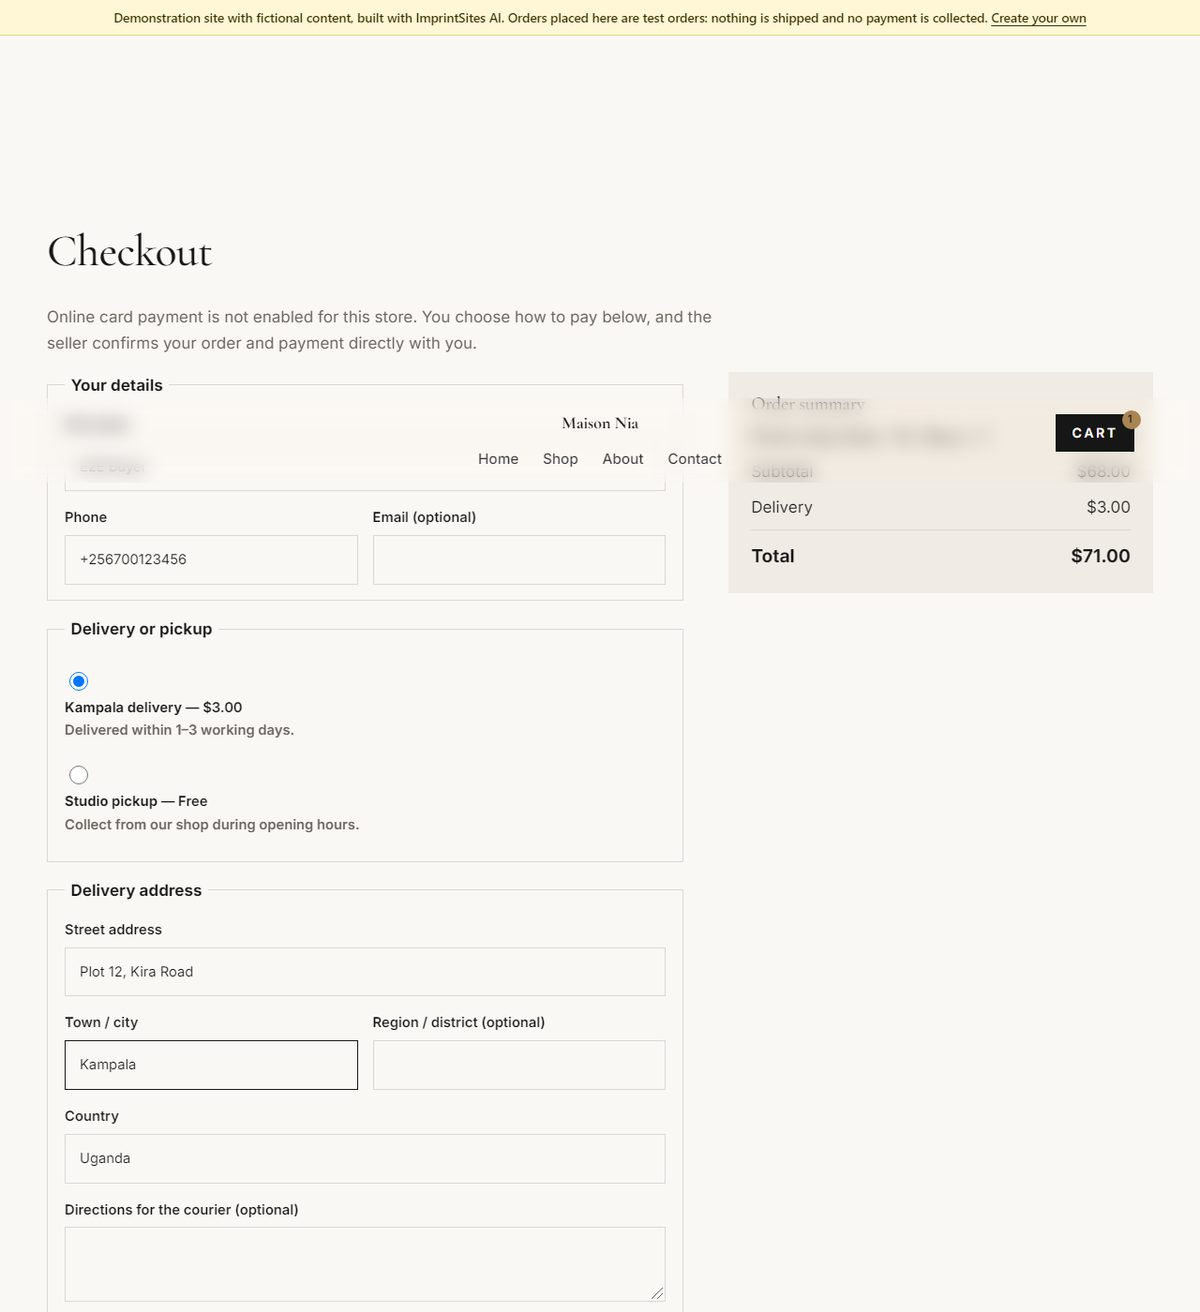 Demonstration site with fictional content, built with ImprintSites AI. Orders placed here are test orders: nothing is shipped and no payment is collected. Create your own
Checkout
Online card payment is not enabled for this store. You choose how to pay below, and the
seller confirms your order and payment directly with you.
Your details
Maison Nia
Home Shop About Contact
CART 1
Phone
+256700123456
Email (optional)
Order summary
Subtotal $68.00
Delivery $3.00
Total $71.00
Delivery or pickup
Kampala delivery — $3.00
Delivered within 1–3 working days.
Studio pickup — Free
Collect from our shop during opening hours.
Delivery address
Street address
Plot 12, Kira Road
Town / city
Kampala
Region / district (optional)
Country
Uganda
Directions for the courier (optional)